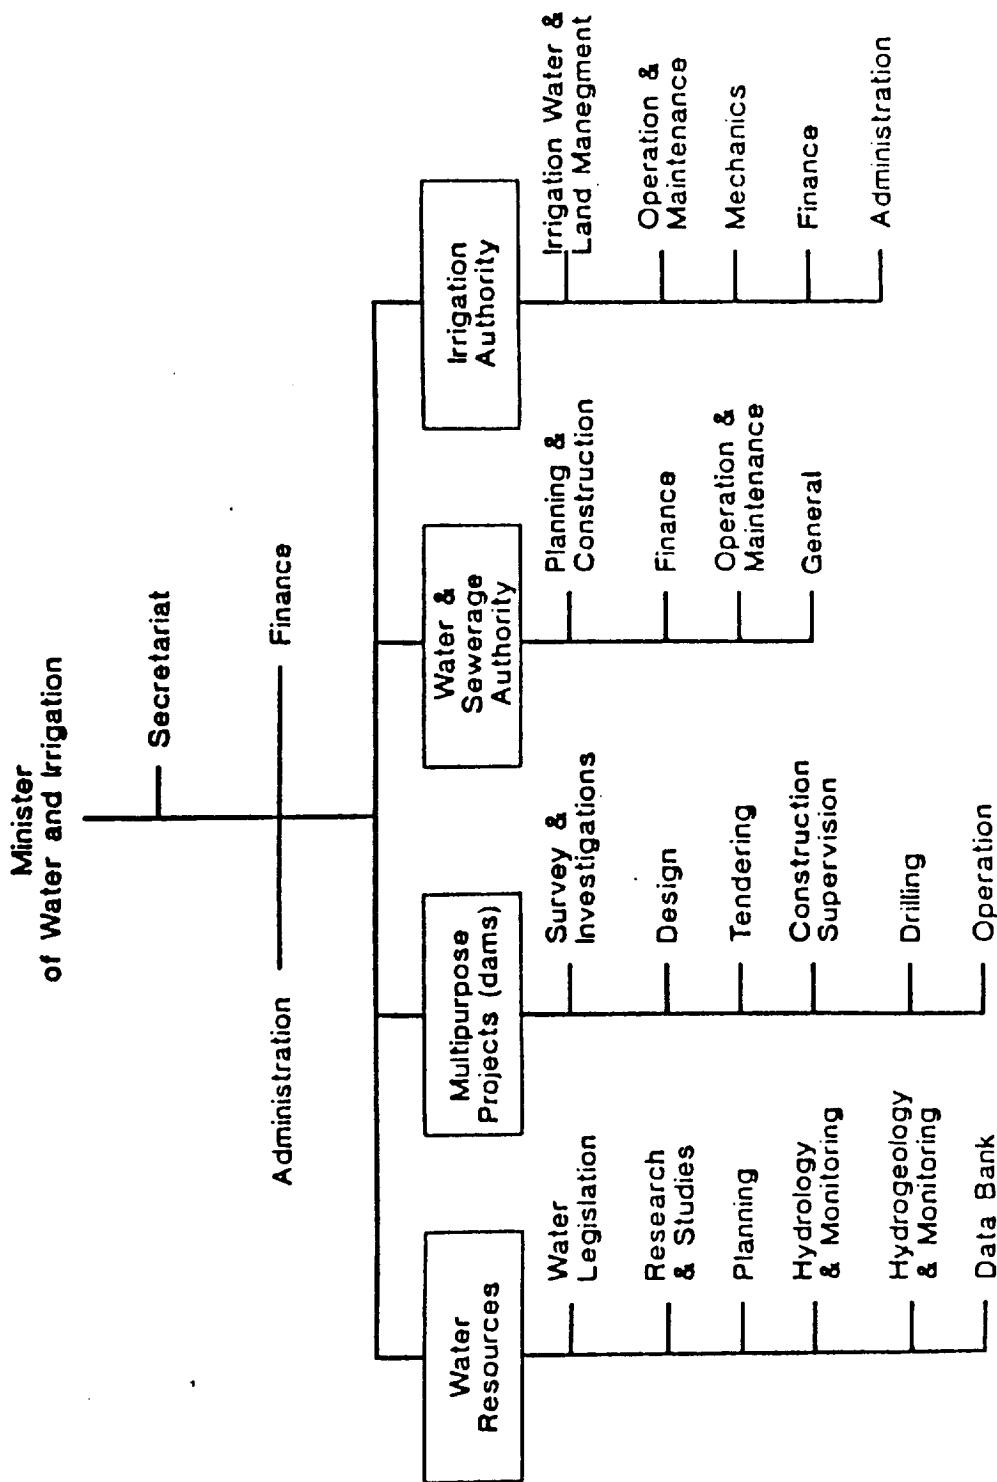 Minister
of Water and Irrigation
Secretariat
Administration
Finance
Water
Resources
Water
Legislation
Research
& Studies
Planning
Hydrology
& Monitoring
Hydrogeology
& Monitoring
Data Bank
Multipurpose
Projects (dams)
Survey &
Investigations
Design
Tendering
Construction
Supervision
Drilling
Operation
Water &
Sewerage
Authority
Planning &
Construction
Finance
Operation &
Maintenance
General
Irrigation
Authority
Irrigation Water &
Land Manegment
Operation &
Maintenance
Mechanics
Finance
Administration